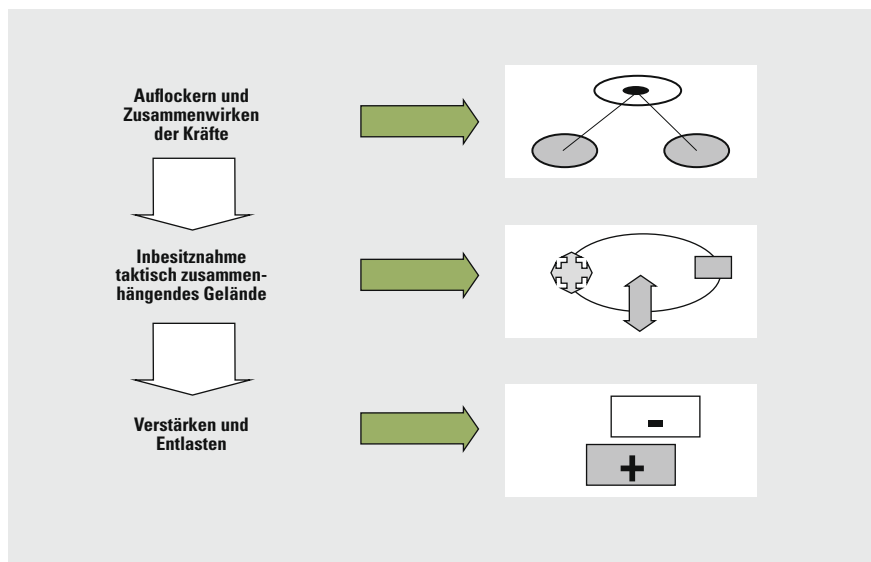 Auflockern und
Zusammenwirken
der Kräfte
Inbesitznahme
taktisch zusammen-
hängendes Gelände
Verstärken und
Entlasten
-
+